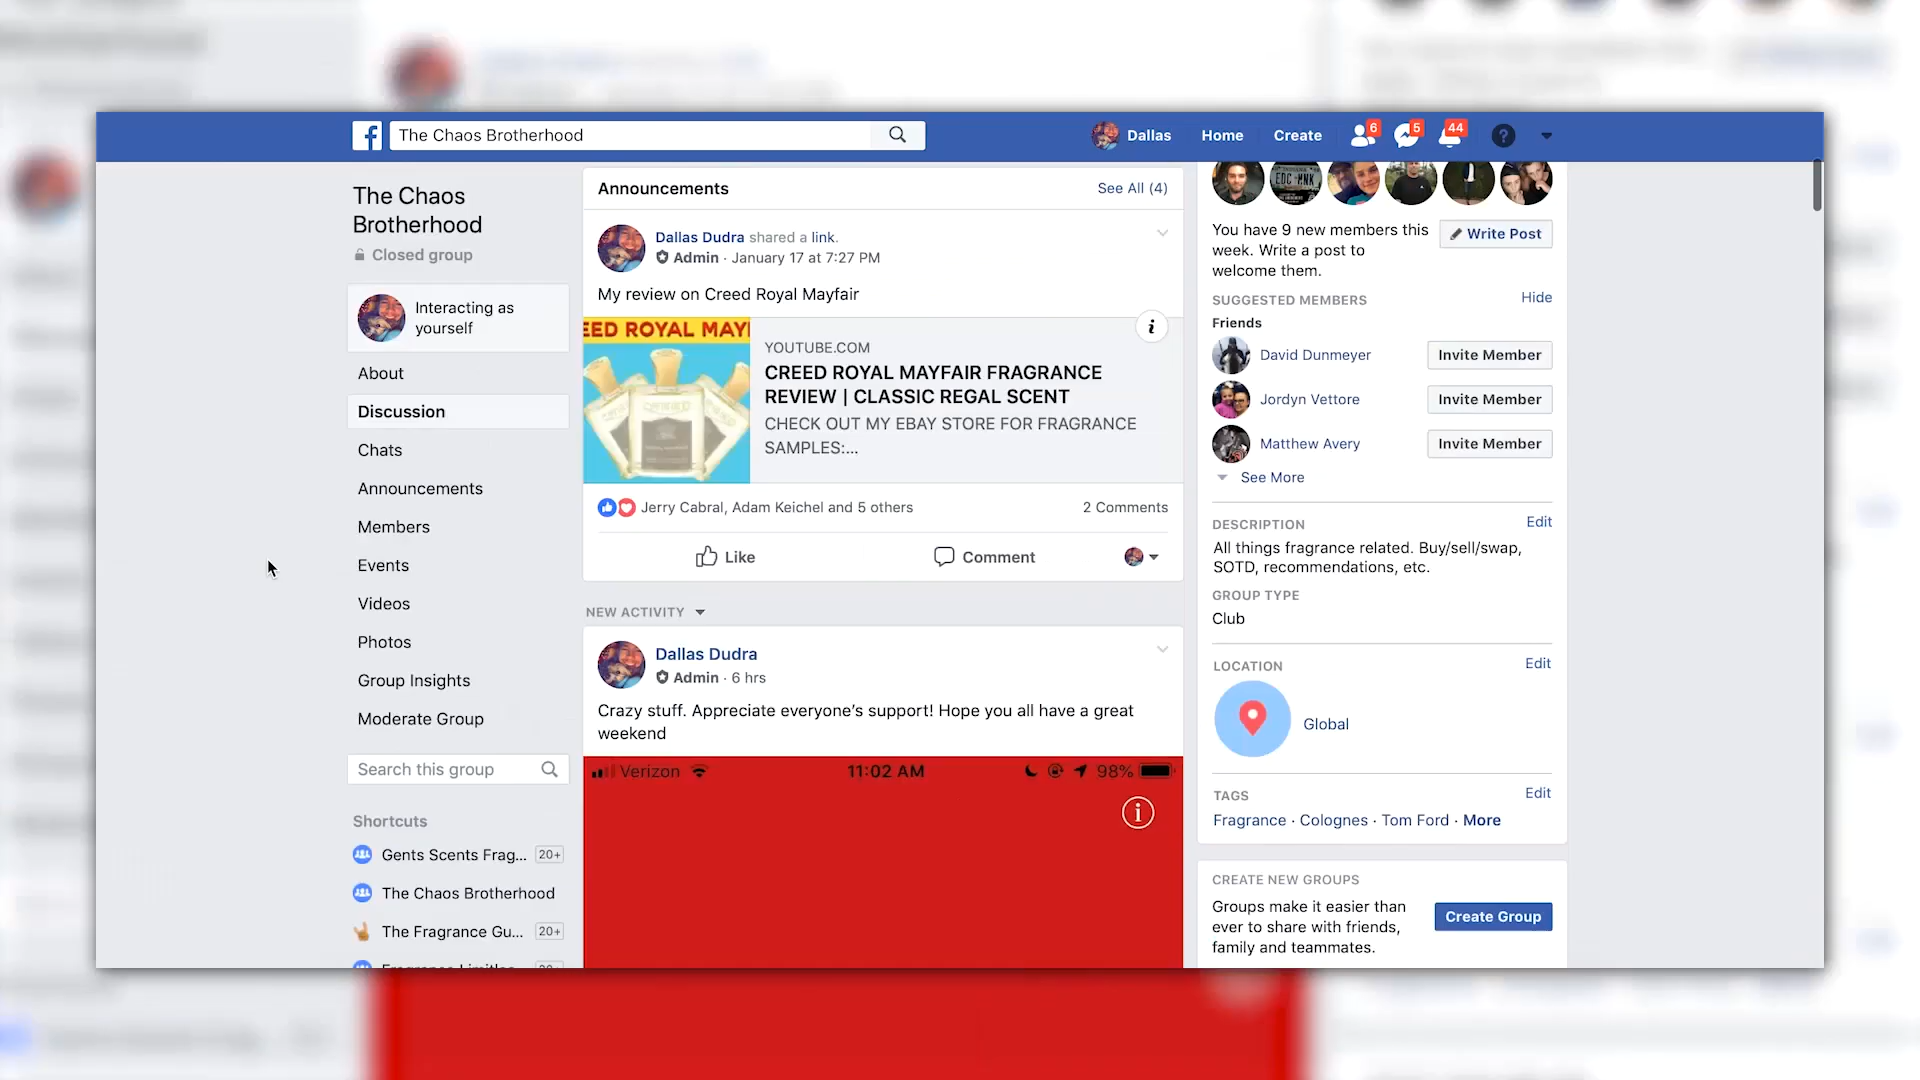 The Chaos Brotherhood
Dallas
Home
Create
6
5
44
?
The Chaos
Brotherhood
Closed group
Interacting as
yourself
About
Discussion
Chats
Announcements
Members
Events
Videos
Photos
Group Insights
Moderate Group
Search this group
Shortcuts
Gents Scents Frag... 20+
The Chaos Brotherhood
The Fragrance Gu... 20+
Announcements
See All (4)
Dallas Dudra shared a link.
Admin · January 17 at 7:27 PM
My review on Creed Royal Mayfair
EED ROYAL MAY
YOUTUBE.COM
CREED ROYAL MAYFAIR FRAGRANCE
REVIEW | CLASSIC REGAL SCENT
CHECK OUT MY EBAY STORE FOR FRAGRANCE
SAMPLES:...
Jerry Cabral, Adam Keichel and 5 others
2 Comments
Like
Comment
NEW ACTIVITY
Dallas Dudra
Admin · 6 hrs
Crazy stuff. Appreciate everyone's support! Hope you all have a great
weekend
Verizon
11:02 AM
98%
You have 9 new members this
week. Write a post to
welcome them.
Write Post
SUGGESTED MEMBERS
Hide
Friends
David Dunmeyer
Invite Member
Jordyn Vettore
Invite Member
Matthew Avery
Invite Member
See More
DESCRIPTION
Edit
All things fragrance related. Buy/sell/swap,
SOTD, recommendations, etc.
GROUP TYPE
Club
LOCATION
Edit
Global
TAGS
Edit
Fragrance · Colognes · Tom Ford · More
CREATE NEW GROUPS
Groups make it easier than
ever to share with friends,
family and teammates.
Create Group